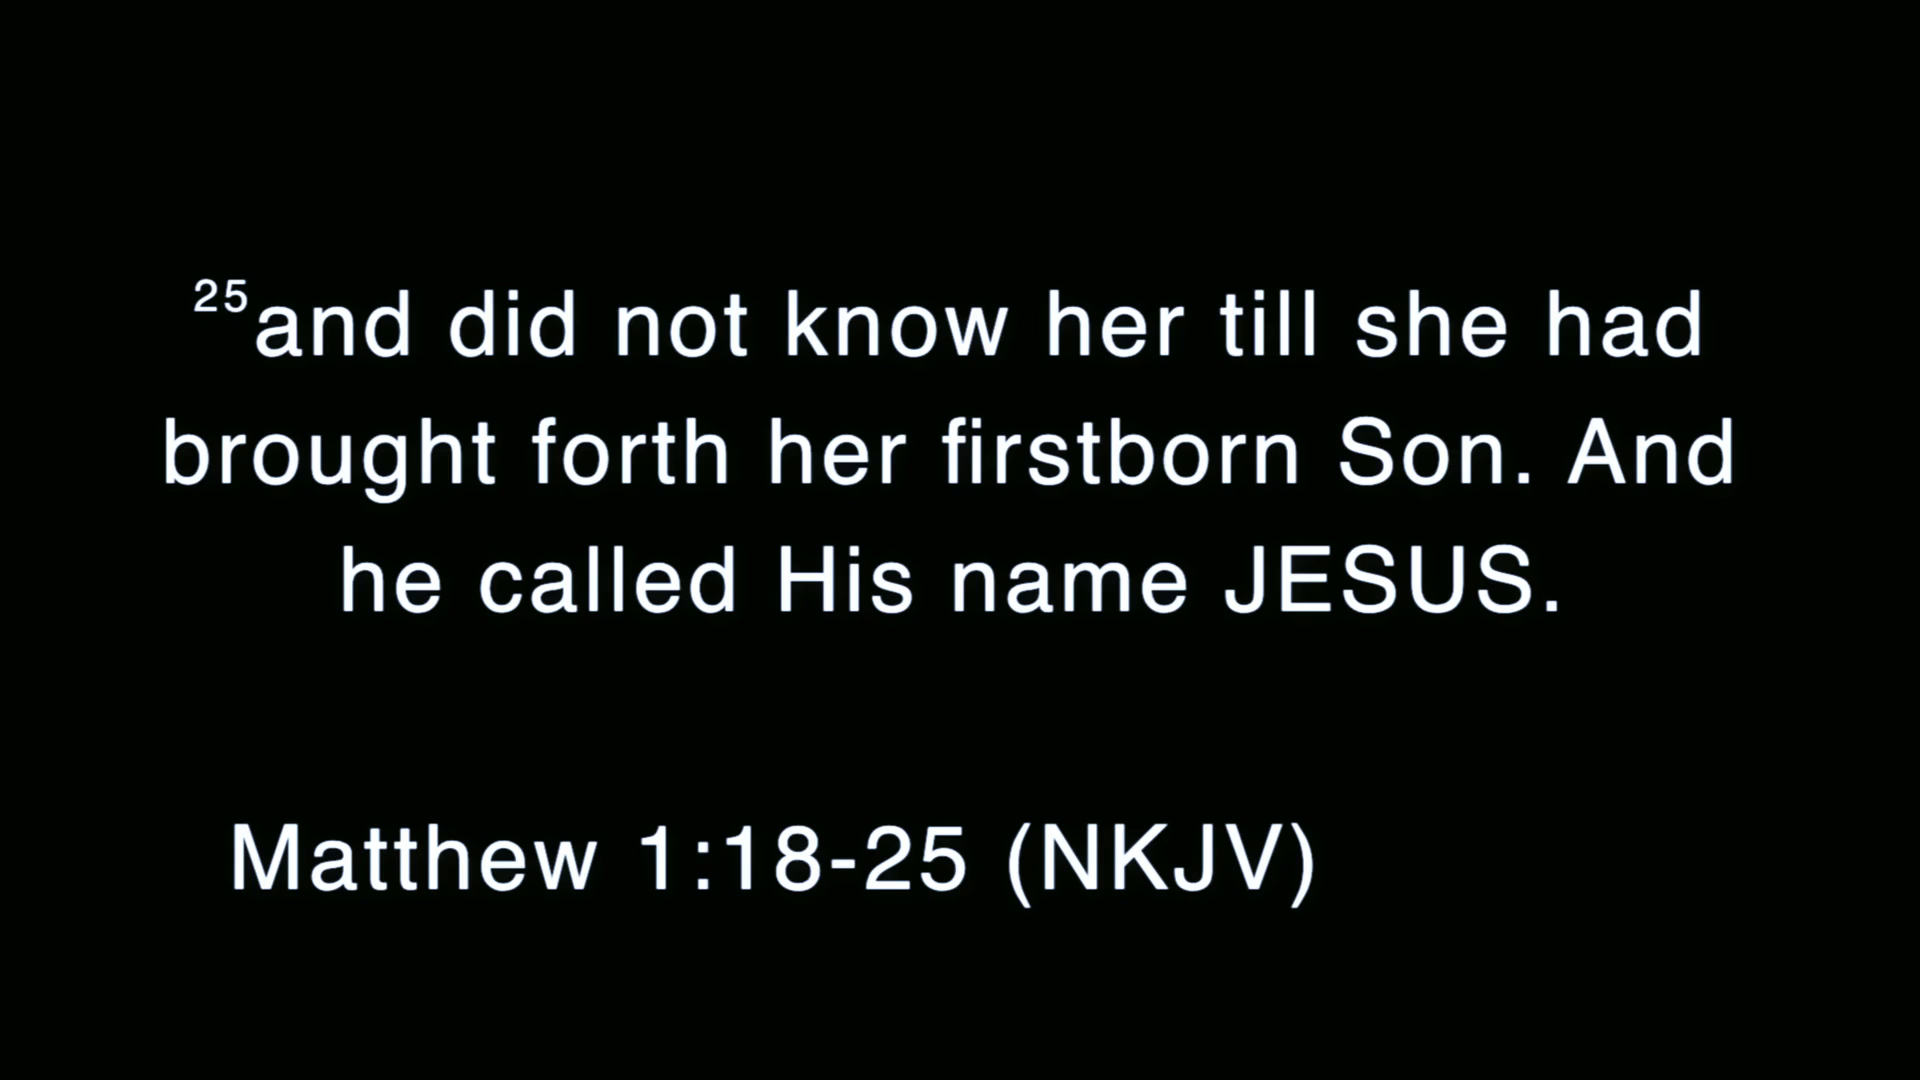 25and did not know her till she had
brought forth her firstborn Son. And
he called His name JESUS.
Matthew 1:18-25 (NKJV)